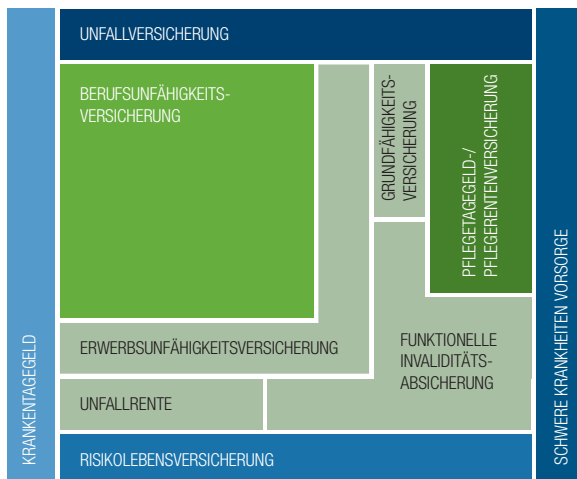 UNFALLVERSICHERUNG
BERUFSUNFÄHIGKEITS-
VERSICHERUNG
GRUNDFÄHIGKEITS-
VERSICHERUNG
PFLEGETAGEGELD-/
PFLEGERENTENVERSICHERUNG
ERWERBSUNFÄHIGKEITSVERSICHERUNG
FUNKTIONELLE
INVALIDITÄTS-
ABSICHERUNG
UNFALLRENTE
RISIKOLEBENSVERSICHERUNG
KRANKENTAGEGELD
SCHWERE KRANKHEITEN VORSORGE